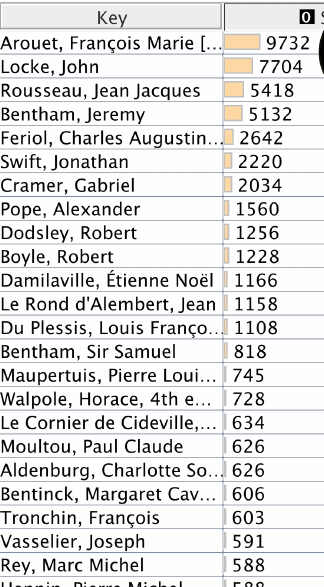 Key 0
Arouet, François Marie [... 9732
Locke, John 7704
Rousseau, Jean Jacques 5418
Bentham, Jeremy 5132
Feriol, Charles Augustin... 2642
Swift, Jonathan 2220
Cramer, Gabriel 2034
Pope, Alexander 1560
Dodsley, Robert 1256
Boyle, Robert 1228
Damilaville, Étienne Noël 1166
Le Rond d'Alembert, Jean 1158
Du Plessis, Louis Franço... 1108
Bentham, Sir Samuel 818
Maupertuis, Pierre Loui... 745
Walpole, Horace, 4th e... 728
Le Cornier de Cideville,... 634
Moultou, Paul Claude 626
Aldenburg, Charlotte So... 626
Bentinck, Margaret Cav... 606
Tronchin, François 603
Vasselier, Joseph 591
Rey, Marc Michel 588